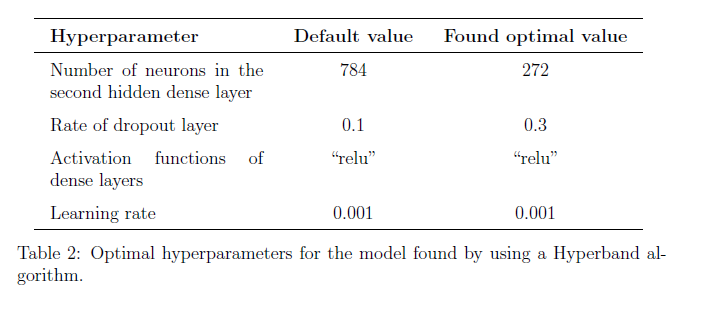 Hyperparameter Default value Found optimal value
Number of neurons in the 784 272
second hidden dense layer
Rate of dropout layer 0.1 0.3
Activation functions of “relu” “relu”
dense layers
Learning rate 0.001 0.001
Table 2: Optimal hyperparameters for the model found by using a Hyperband al-
gorithm.